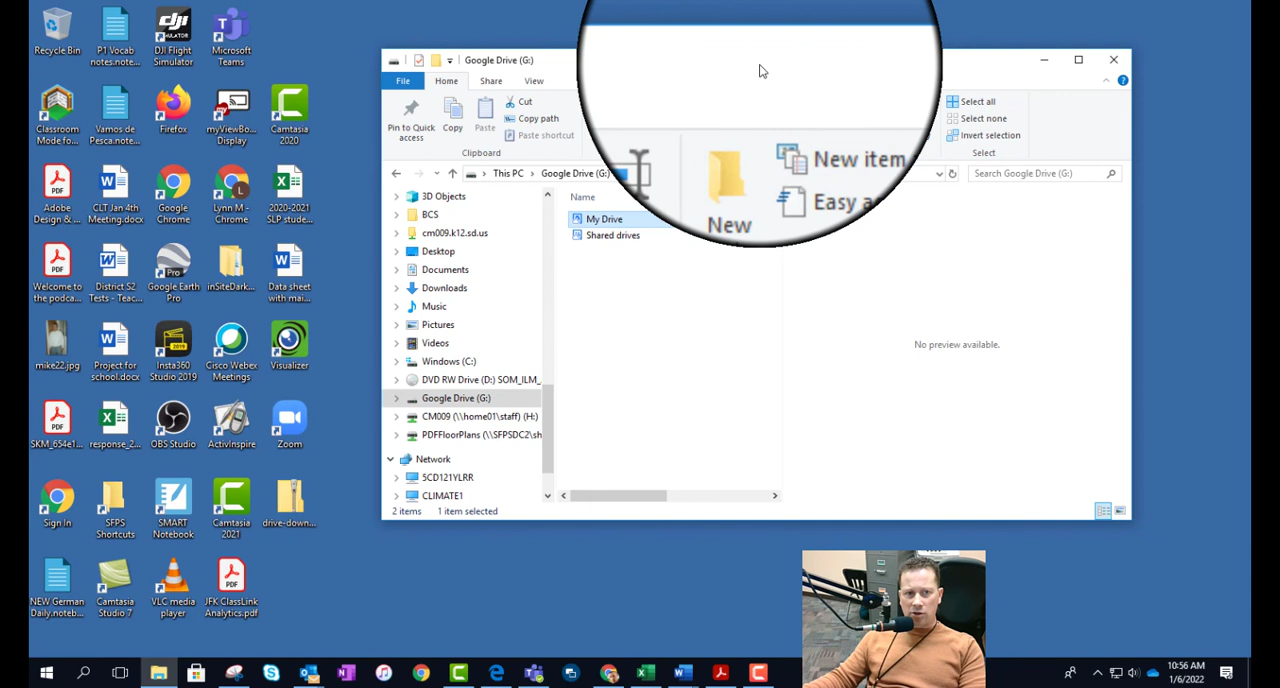 Recycle Bin
P1 Vocab
notes.note...
DJI Flight
Simulator
Microsoft
Teams
Classroom
Mode fo...
Vamos de
Pesca.note...
Firefox
myViewBo...
Display
Camtasia
2020
Adobe
Design &...
CLT Jan 4th
Meeting.docx
Google
Chrome
Lynn M -
Chrome
2020-2021
SLP stude...
Welcome to
the podca...
District S2
Tests - Teac...
Google Earth
Pro
inSiteDark...
Data sheet
with mai...
mike22.jpg
Project for
school.docx
Insta360
Studio 2019
Cisco Webex
Meetings
Visualizer
SKM_654e1...
response_2...
OBS Studio
ActivInspire
Zoom
Sign In
SFPS
Shortcuts
SMART
Notebook
Camtasia
2021
drive-down...
NEW German
Daily.noteb...
Camtasia
Studio 7
VLC media
player
JFK ClassLink
Analytics.pdf
Google Drive (G:)
File
Home
Share
View
Pin to Quick
access
Copy
Paste
Cut
Copy path
Paste shortcut
Clipboard
New
New item
Easy a
Select all
Select none
Invert selection
Select
This PC
Google Drive (G:)
Search Google Drive (G:)
3D Objects
BCS
cm009.k12.sd.us
Desktop
Documents
Downloads
Music
Pictures
Videos
Windows (C:)
DVD RW Drive (D:) SOM_ILM_
Google Drive (G:)
CM009 (\\home01\staff) (H:)
PDFFloorPlans (\\SFPSDC2\sh
Network
5CD121YLRR
CLIMATE1
Name
My Drive
Shared drives
No preview available.
2 items
1 item selected
10:56 AM
1/6/2022